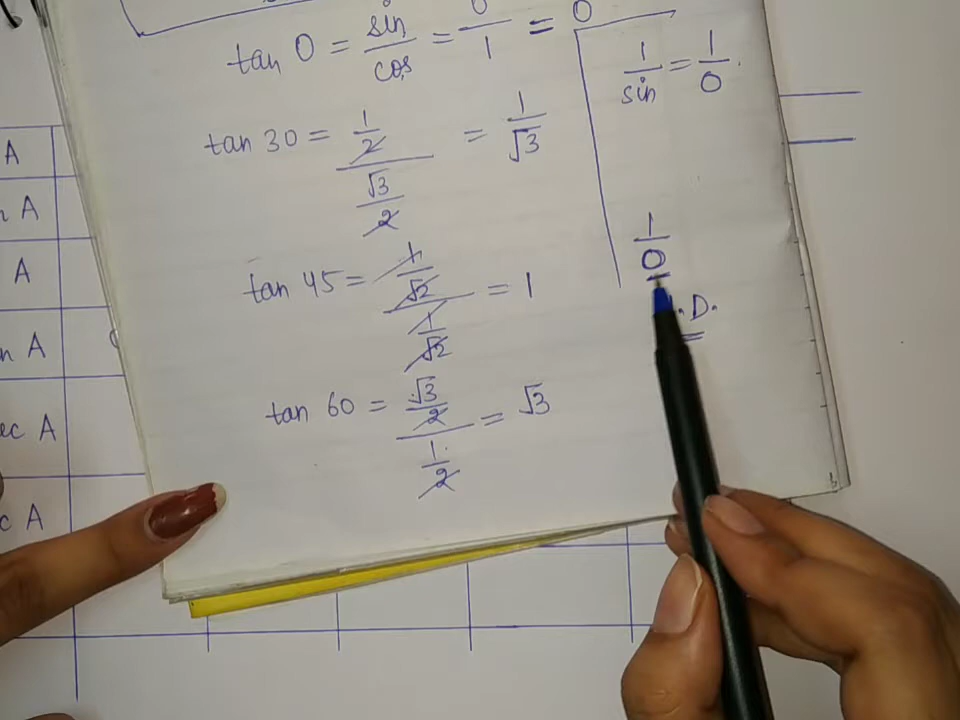 tan 0 = sin/cos = 0/1 = 0
1/sin = 1/0.
tan 30 = (1/2)/(√3/2) = 1/√3
1/0
.D.
tan 45 = (1/√2)/(1/√2) = 1
tan 60 = (√3/2)/(1/2) = √3
A
n A
A
n A
ec A
c A